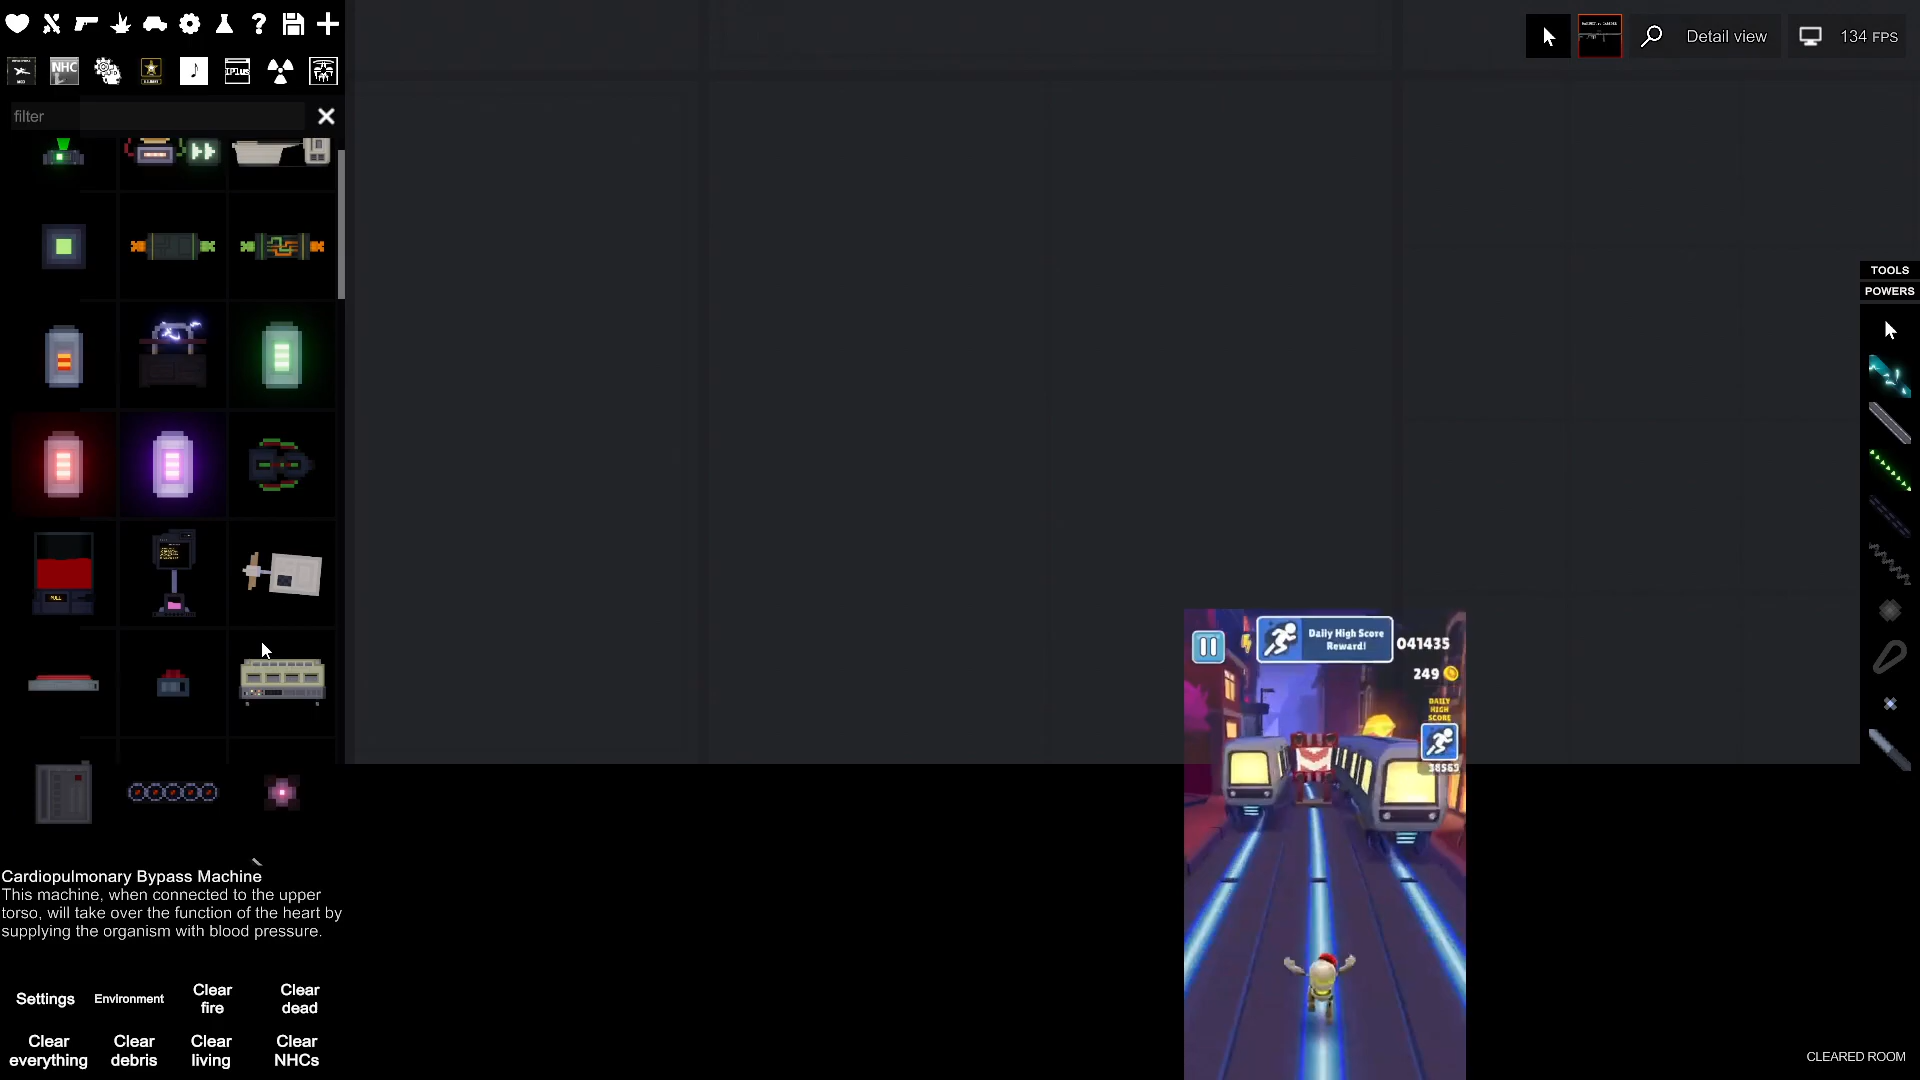 Detail view
134 FPS
NHC
filter
TOOLS
POWERS
Daily High Score
Reward!
041435
249
DAILY
HIGH
SCORE
38563
Cardiopulmonary Bypass Machine
This machine, when connected to the upper
torso, will take over the function of the heart by
supplying the organism with blood pressure.
Settings
Environment
Clear
fire
Clear
dead
Clear
everything
Clear
debris
Clear
living
Clear
NHCs
CLEARED ROOM